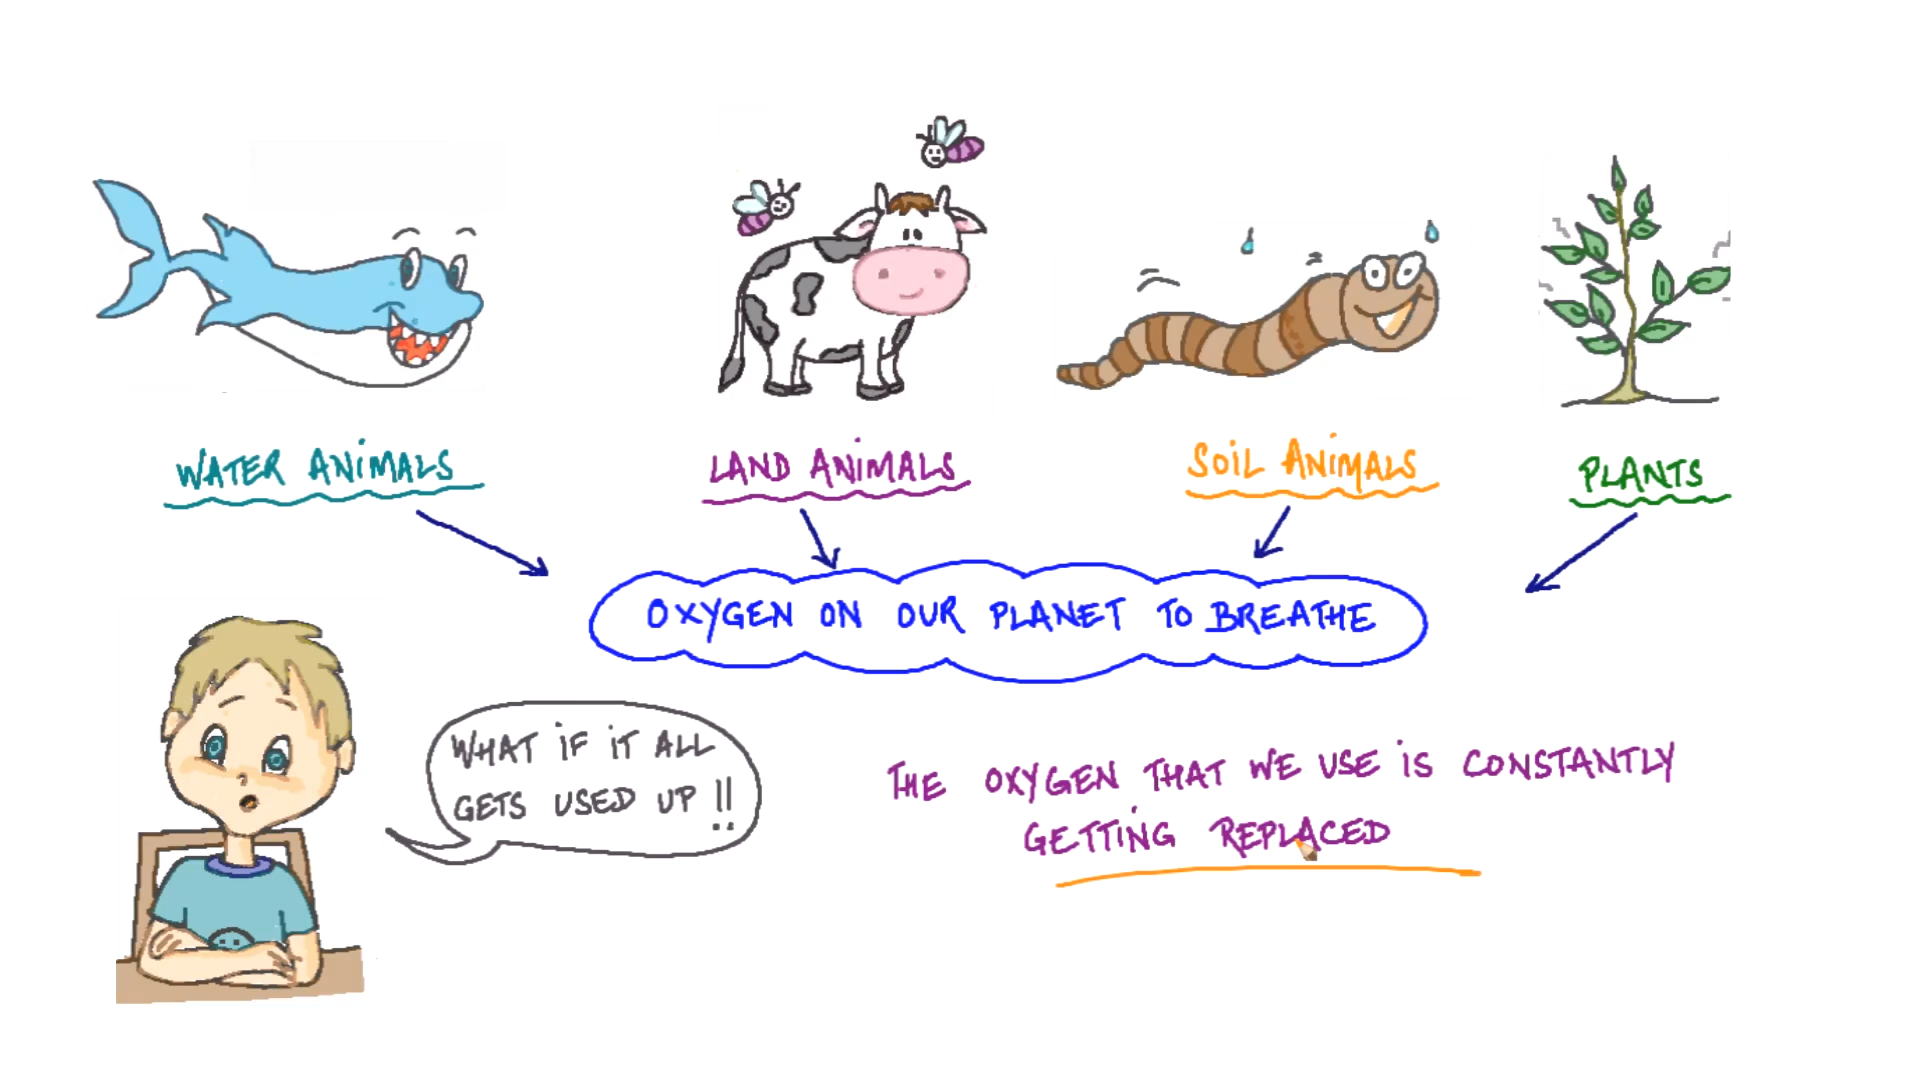 WATER ANIMALS
LAND ANIMALS
SOIL ANIMALS
PLANTS
OXYGEN ON OUR PLANET TO BREATHE
WHAT IF IT ALL
GETS USED UP !!
THE OXYGEN THAT WE USE IS CONSTANTLY
GETTING REPLACED